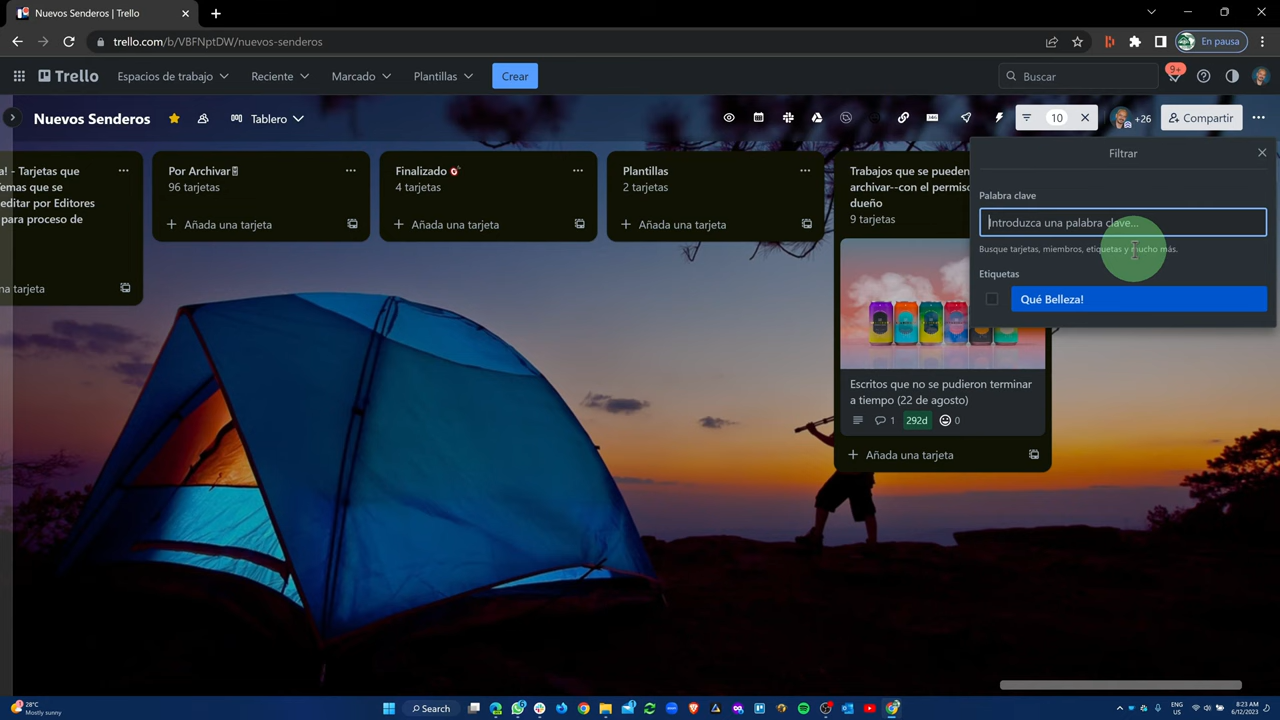 Nuevos Senderos | Trello
trello.com/b/VBFNptDW/nuevos-senderos
En pausa
Trello
Espacios de trabajo
Reciente
Marcado
Plantillas
Crear
Buscar
9+
Nuevos Senderos
Tablero
10
+26
Compartir
! - Tarjetas que
emas que se
editar por Editores
para proceso de
na tarjeta
Por Archivar
96 tarjetas
Añada una tarjeta
Finalizado
4 tarjetas
Añada una tarjeta
Plantillas
2 tarjetas
Añada una tarjeta
Trabajos que se pueden
archivar--con el permiso
dueño
9 tarjetas
Escritos que no se pudieron terminar
a tiempo (22 de agosto)
1
292d
0
Añada una tarjeta
Filtrar
Palabra clave
Introduzca una palabra clave...
Busque tarjetas, miembros, etiquetas y mucho más.
Etiquetas
Qué Belleza!
28°C
Mostly sunny
Search
ENG
US
8:23 AM
6/12/2023